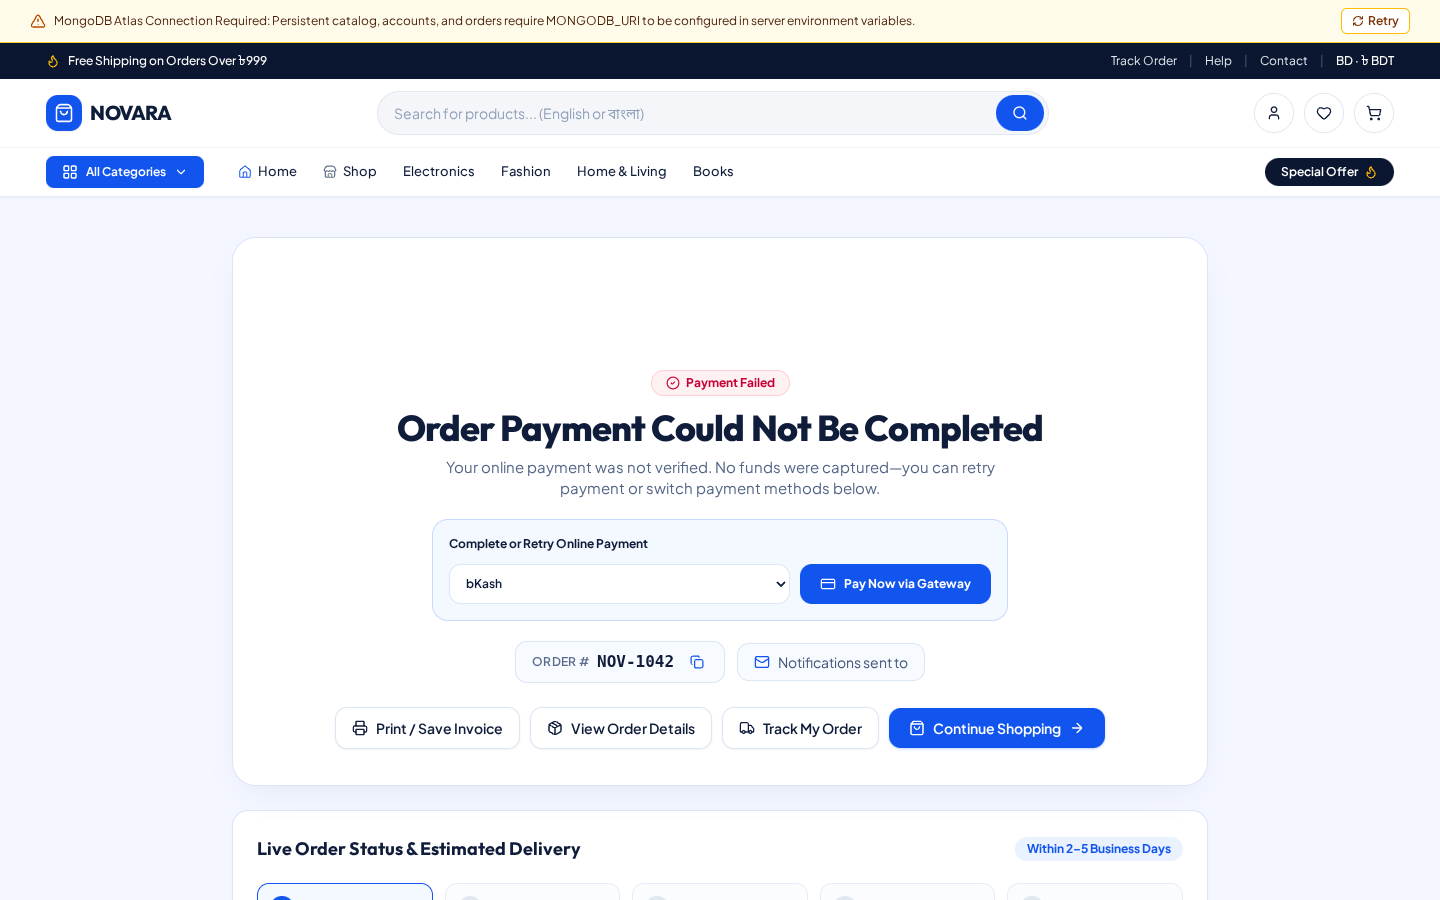 MongoDB Atlas Connection Required: Persistent catalog, accounts, and orders require MONGODB_URI to be configured in server environment variables.
Retry
Free Shipping on Orders Over ৳999
Track Order | Help | Contact | BD · ৳ BDT
NOVARA
Search for products... (English or বাংলা)
All Categories
Home
Shop
Electronics
Fashion
Home & Living
Books
Special Offer
Payment Failed
Order Payment Could Not Be Completed
Your online payment was not verified. No funds were captured—you can retry
payment or switch payment methods below.
Complete or Retry Online Payment
bKash
Pay Now via Gateway
ORDER # NOV-1042
Notifications sent to
Print / Save Invoice
View Order Details
Track My Order
Continue Shopping
Live Order Status & Estimated Delivery
Within 2–5 Business Days